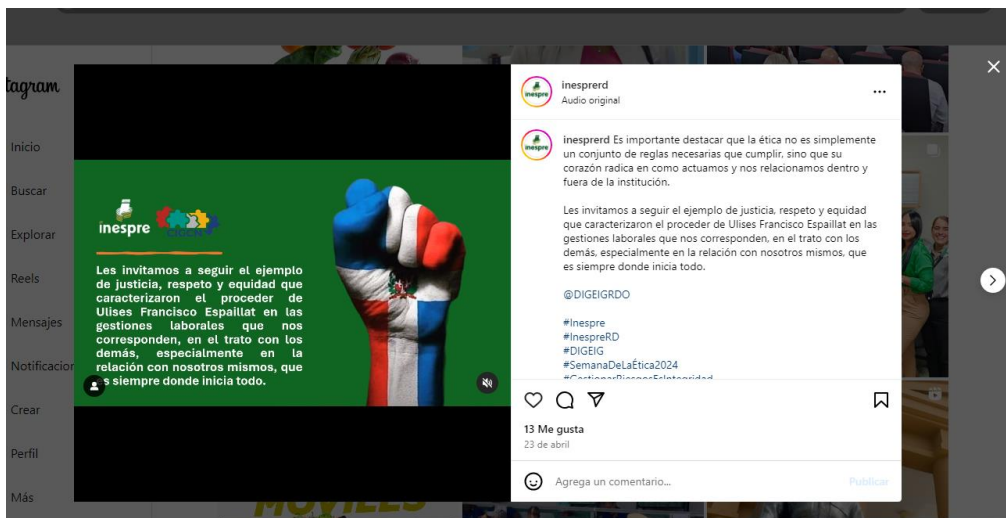 tagram
Inicio
Buscar
Explorar
Reels
Mensajes
Notificacion
Crear
Perfil
Más
inespre
CIGCN
Les invitamos a seguir el ejemplo
de justicia, respeto y equidad que
caracterizaron el proceder de
Ulises Francisco Espaillat en las
gestiones laborales que nos
corresponden, en el trato con los
demás, especialmente en la
relación con nosotros mismos, que
es siempre donde inicia todo.
inesprerd
Audio original
inesprerd Es importante destacar que la ética no es simplemente
un conjunto de reglas necesarias que cumplir, sino que su
corazón radica en como actuamos y nos relacionamos dentro y
fuera de la institución.
Les invitamos a seguir el ejemplo de justicia, respeto y equidad
que caracterizaron el proceder de Ulises Francisco Espaillat en las
gestiones laborales que nos corresponden, en el trato con los
demás, especialmente en la relación con nosotros mismos, que
es siempre donde inicia todo.
@DIGEIGRDO
#Inespre
#InespreRD
#DIGEIG
#SemanaDeLaÉtica2024
#GestionarRiesgosEsIntegridad
13 Me gusta
23 de abril
Agrega un comentario...
Publicar
MÓVILES